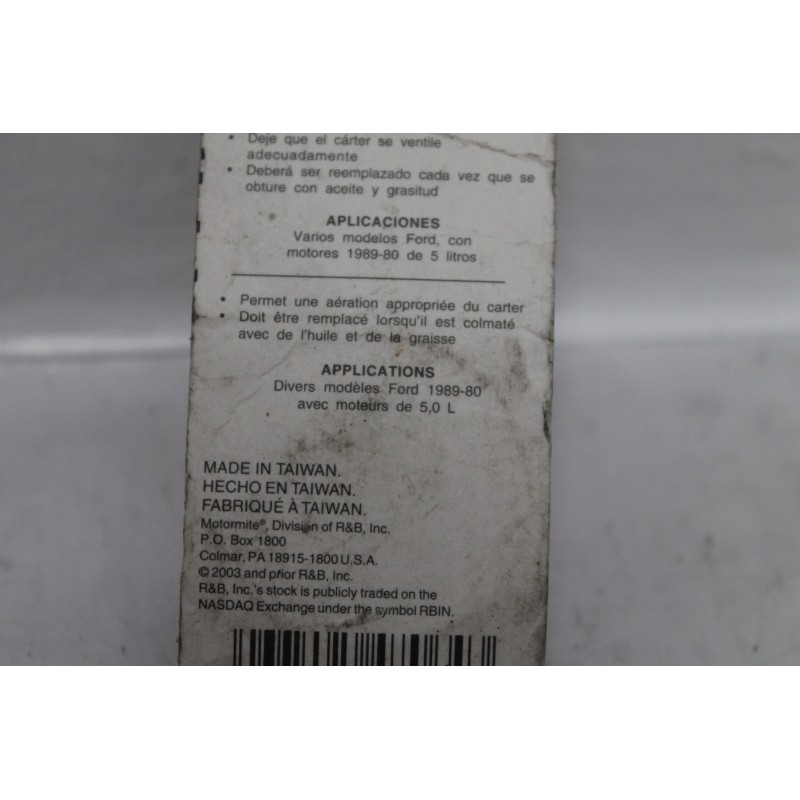 • Deje que el cárter se ventile
adecuadamente
• Deberá ser reemplazado cada vez que se
obture con aceite y grasitud
APLICACIONES
Varios modelos Ford, con
motores 1989-80 de 5 litros
• Permet une aération appropriée du carter
• Doit être remplacé lorsqu'il est colmaté
avec de l'huile et de la graisse
APPLICATIONS
Divers modèles Ford 1989-80
avec moteurs de 5,0 L
MADE IN TAIWAN.
HECHO EN TAIWAN.
FABRIQUÉ À TAIWAN.
Motormite®, Division of R&B, Inc.
P.O. Box 1800
Colmar, PA 18915-1800 U.S.A.
© 2003 and prior R&B, Inc.
R&B, Inc.'s stock is publicly traded on the
NASDAQ Exchange under the symbol RBIN.